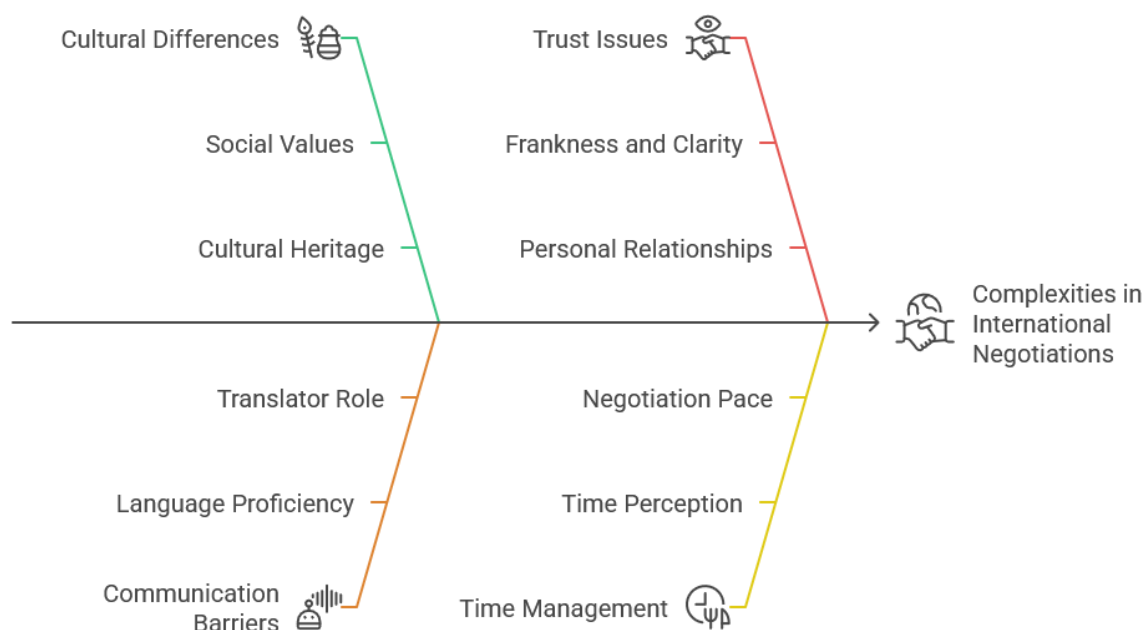 Cultural Differences
Trust Issues
Social Values
Frankness and Clarity
Cultural Heritage
Personal Relationships
Complexities in
International
Negotiations
Translator Role
Negotiation Pace
Language Proficiency
Time Perception
Communication
Barriers
Time Management